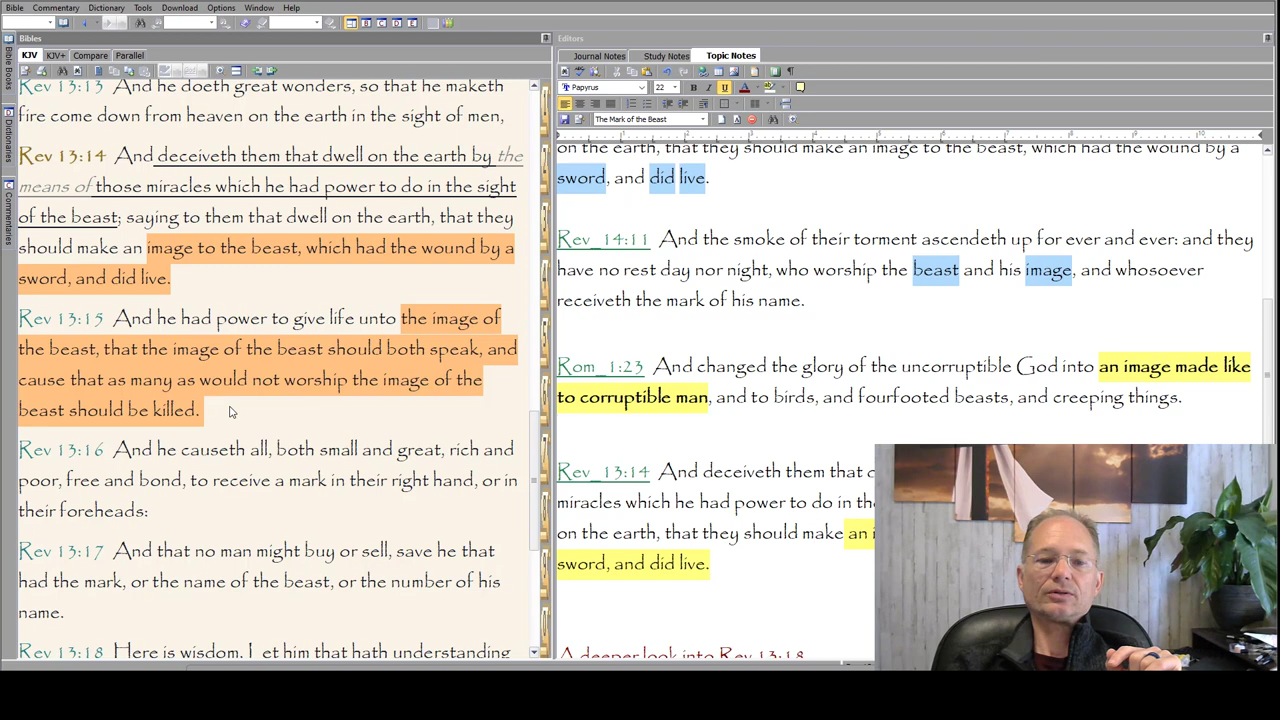 Bible Commentary Dictionary Tools Download Options Window Help
Bibles
KJV KJV+ Compare Parallel
Rev 13:13 And he doeth great wonders, so that he maketh
fire come down from heaven on the earth in the sight of men,
Rev 13:14 And deceiveth them that dwell on the earth by the
means of those miracles which he had power to do in the sight
of the beast; saying to them that dwell on the earth, that they
should make an image to the beast, which had the wound by a
sword, and did live.
Rev 13:15 And he had power to give life unto the image of
the beast, that the image of the beast should both speak, and
cause that as many as would not worship the image of the
beast should be killed.
Rev 13:16 And he causeth all, both small and great, rich and
poor, free and bond, to receive a mark in their right hand, or in
their foreheads:
Rev 13:17 And that no man might buy or sell, save he that
had the mark, or the name of the beast, or the number of his
name.
Rev 13:18 Here is wisdom. Let him that hath understanding
Bible Books
Dictionaries
Commentaries
Editors
Journal Notes Study Notes Topic Notes
Papyrus 22 B I U A
The Mark of the Beast
1 2 3 4 5 6 7 8 9 10
on the earth, that they should make an image to the beast, which had the wound by a
sword, and did live.
Rev_14:11 And the smoke of their torment ascendeth up for ever and ever: and they
have no rest day nor night, who worship the beast and his image, and whosoever
receiveth the mark of his name.
Rom_1:23 And changed the glory of the uncorruptible God into an image made like
to corruptible man, and to birds, and fourfooted beasts, and creeping things.
Rev_13:14 And deceiveth them that
miracles which he had power to do in the
on the earth, that they should make an
sword, and did live.
A deeper look into Rev 13:18